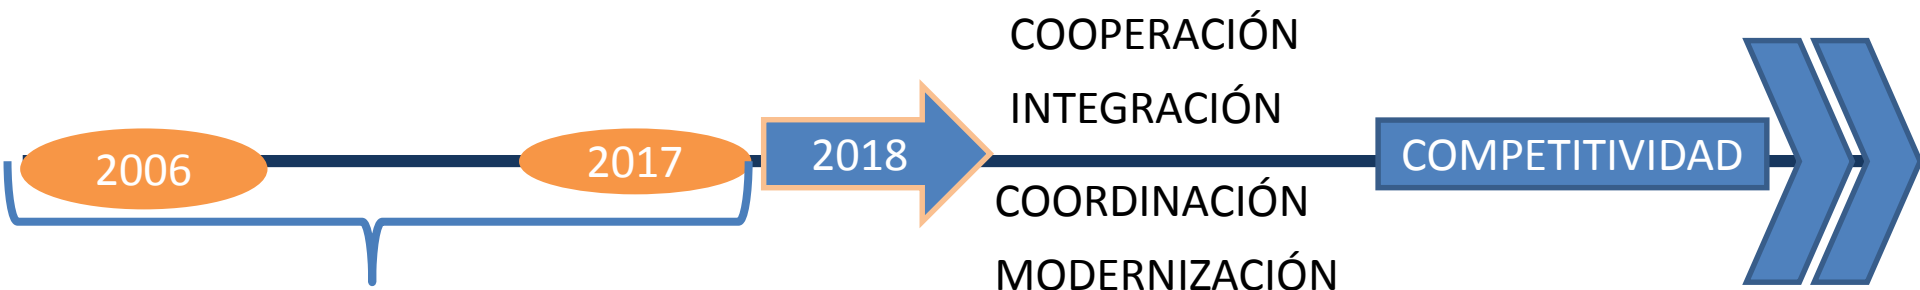 2006
2017
2018
COOPERACIÓN
INTEGRACIÓN
COORDINACIÓN
MODERNIZACIÓN
COMPETITIVIDAD